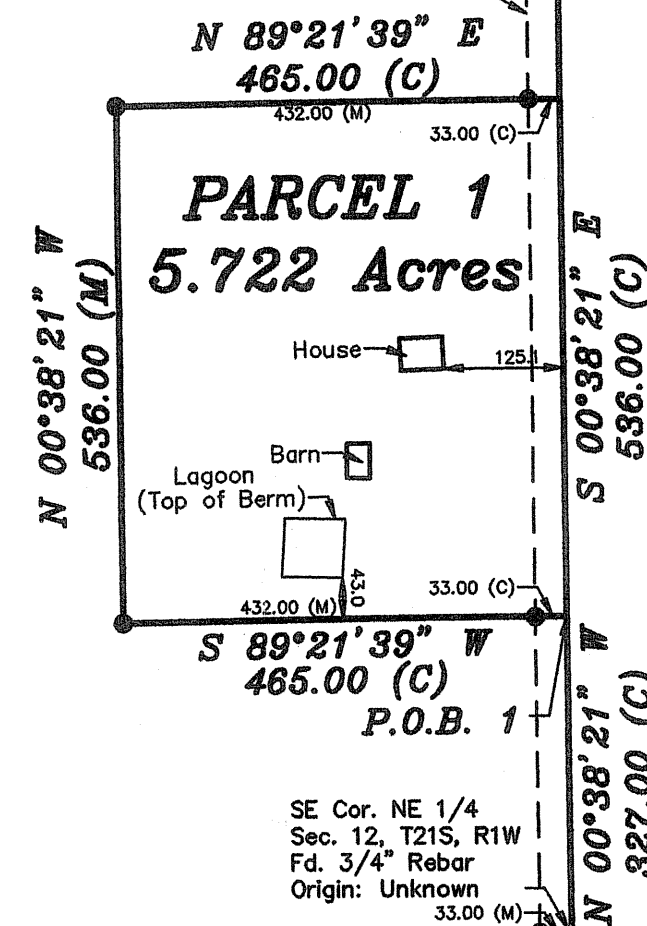 N 89°21'39" E
465.00 (C)
432.00 (M)
33.00 (C)
PARCEL 1
5.722 Acres
N 00°38'21" W
536.00 (M)
S 00°38'21" E
536.00 (C)
House
125.1
Barn
Lagoon
(Top of Berm)
43.0
33.00 (C)
432.00 (M)
S 89°21'39" W
465.00 (C)
P.O.B. 1
N 00°38'21" W
327.00 (C)
SE Cor. NE 1/4
Sec. 12, T21S, R1W
Fd. 3/4" Rebar
Origin: Unknown
33.00 (M)